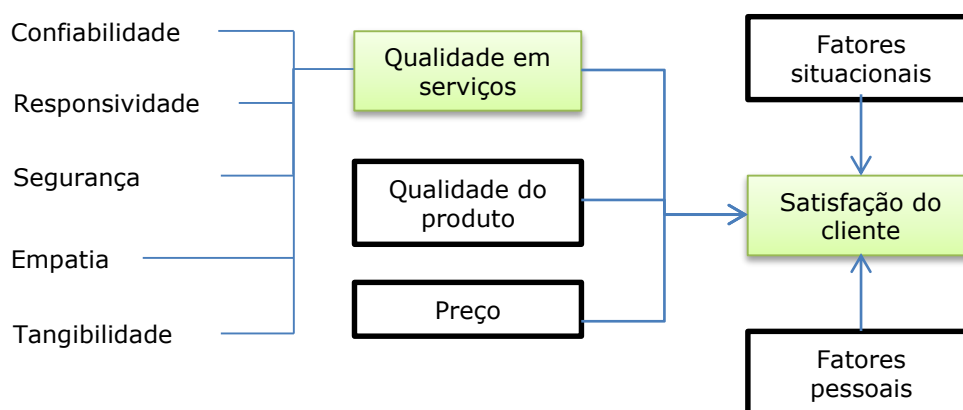 Confiabilidade
Responsividade
Segurança
Empatia
Tangibilidade
Qualidade em
serviços
Qualidade do
produto
Preço
Fatores
situacionais
Satisfação do
cliente
Fatores
pessoais